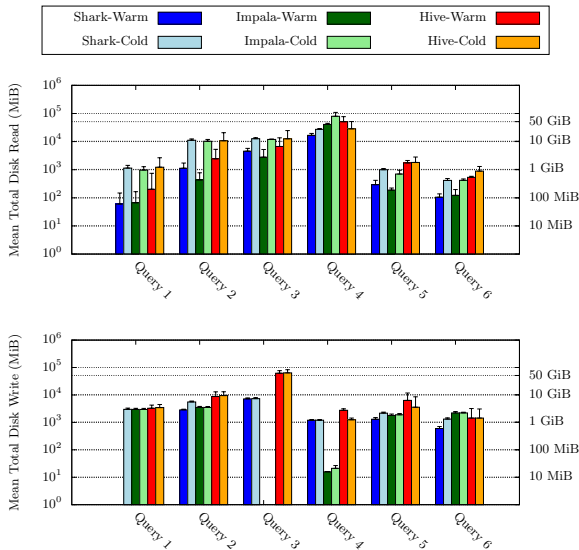 Shark-Warm Impala-Warm Hive-Warm
Shark-Cold Impala-Cold Hive-Cold
Mean Total Disk Read (MiB)
10^6
10^5
10^4
10^3
10^2
10^1
10^0
50 GiB
10 GiB
1 GiB
100 MiB
10 MiB
Query 1 Query 2 Query 3 Query 4 Query 5 Query 6
Mean Total Disk Write (MiB)
10^6
10^5
10^4
10^3
10^2
10^1
10^0
50 GiB
10 GiB
1 GiB
100 MiB
10 MiB
Query 1 Query 2 Query 3 Query 4 Query 5 Query 6